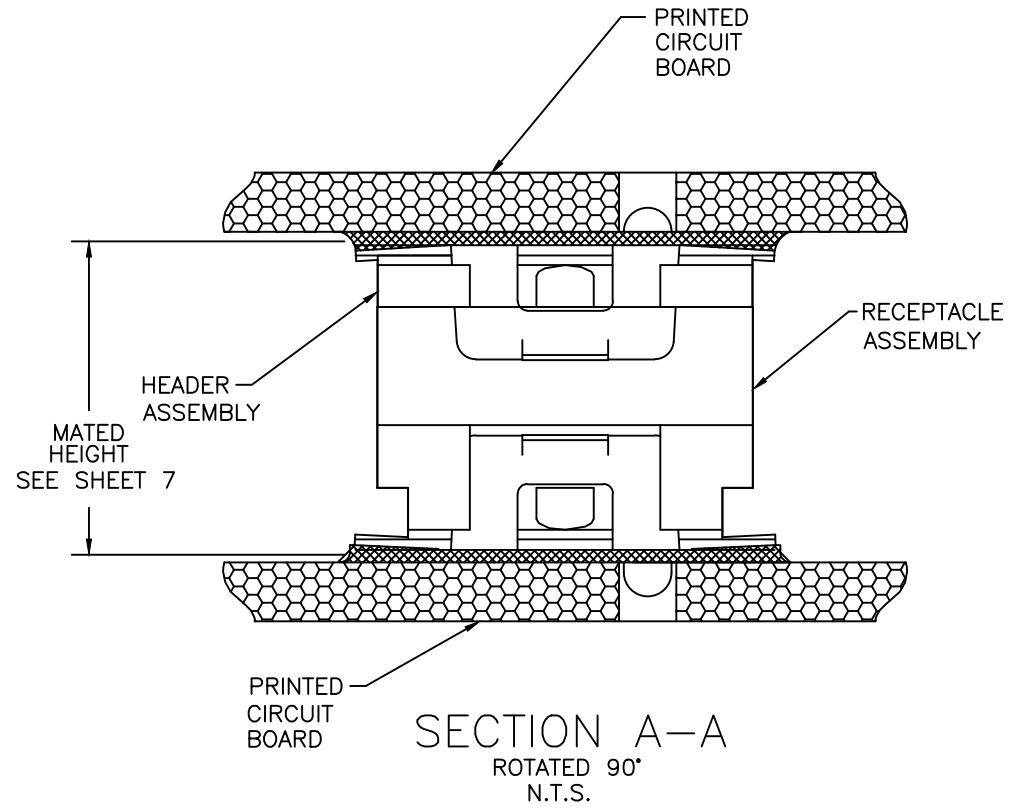 PRINTED
CIRCUIT
BOARD
RECEPTACLE
ASSEMBLY
HEADER
ASSEMBLY
MATED
HEIGHT
SEE SHEET 7
PRINTED
CIRCUIT
BOARD
SECTION A-A
ROTATED 90°
N.T.S.